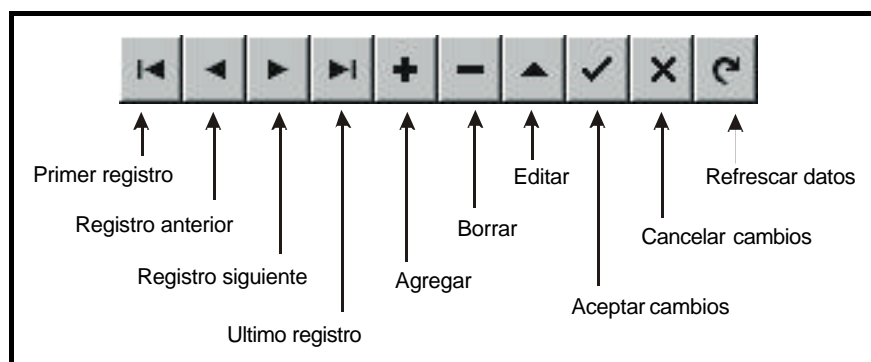 Primer registro
Registro anterior
Registro siguiente
Ultimo registro
Agregar
Borrar
Editar
Aceptar cambios
Cancelar cambios
Refrescar datos